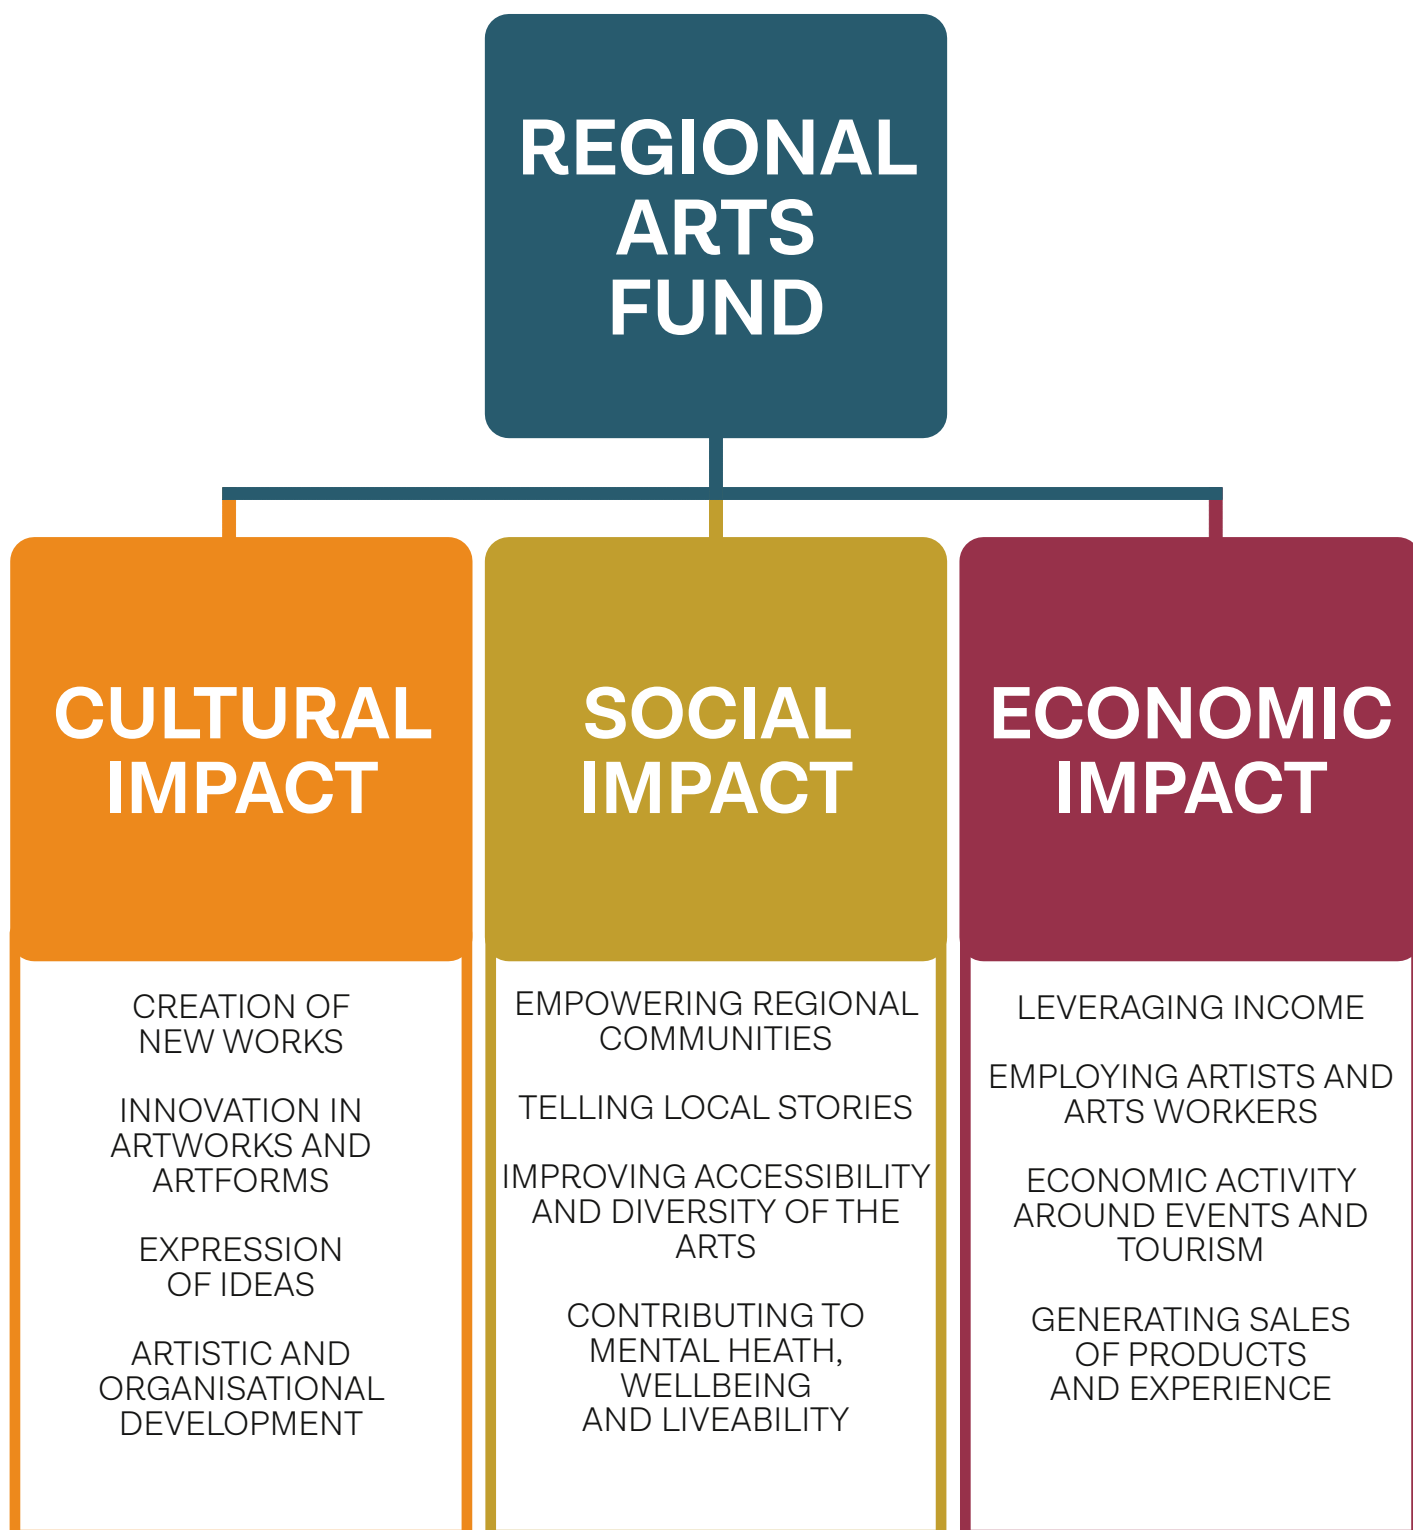 REGIONAL
ARTS
FUND
CULTURAL
IMPACT
CREATION OF
NEW WORKS
INNOVATION IN
ARTWORKS AND
ARTFORMS
EXPRESSION
OF IDEAS
ARTISTIC AND
ORGANISATIONAL
DEVELOPMENT
SOCIAL
IMPACT
EMPOWERING REGIONAL
COMMUNITIES
TELLING LOCAL STORIES
IMPROVING ACCESSIBILITY
AND DIVERSITY OF THE
ARTS
CONTRIBUTING TO
MENTAL HEATH,
WELLBEING
AND LIVEABILITY
ECONOMIC
IMPACT
LEVERAGING INCOME
EMPLOYING ARTISTS AND
ARTS WORKERS
ECONOMIC ACTIVITY
AROUND EVENTS AND
TOURISM
GENERATING SALES
OF PRODUCTS
AND EXPERIENCE